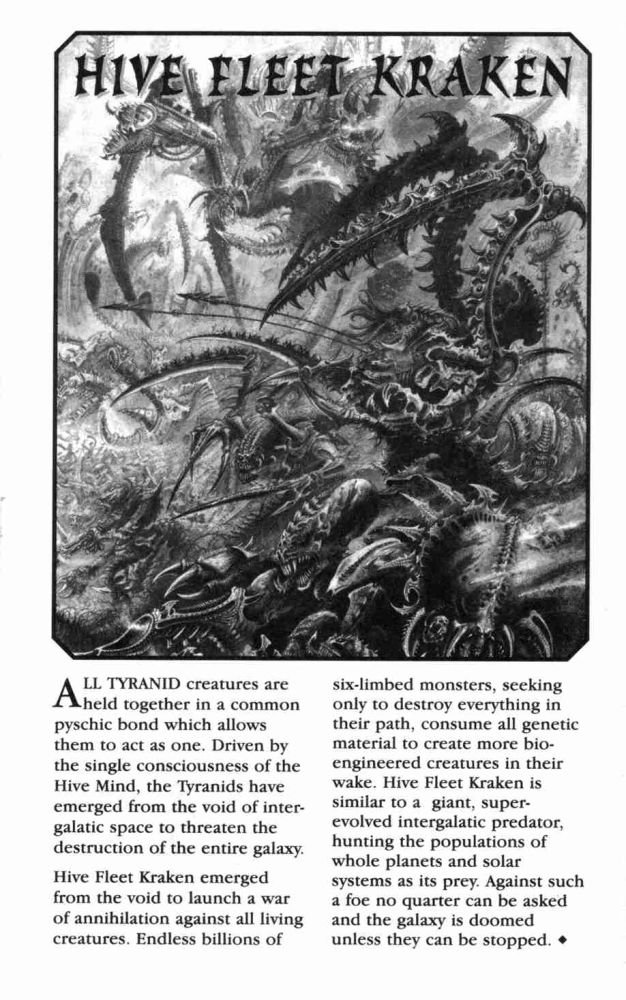 HIVE FLEET KRAKEN
ALL TYRANID creatures are
held together in a common
pyschic bond which allows
them to act as one. Driven by
the single consciousness of the
Hive Mind, the Tyranids have
emerged from the void of inter-
galatic space to threaten the
destruction of the entire galaxy.
Hive Fleet Kraken emerged
from the void to launch a war
of annihilation against all living
creatures. Endless billions of
six-limbed monsters, seeking
only to destroy everything in
their path, consume all genetic
material to create more bio-
engineered creatures in their
wake. Hive Fleet Kraken is
similar to a giant, super-
evolved intergalatic predator,
hunting the populations of
whole planets and solar
systems as its prey. Against such
a foe no quarter can be asked
and the galaxy is doomed
unless they can be stopped. ◆